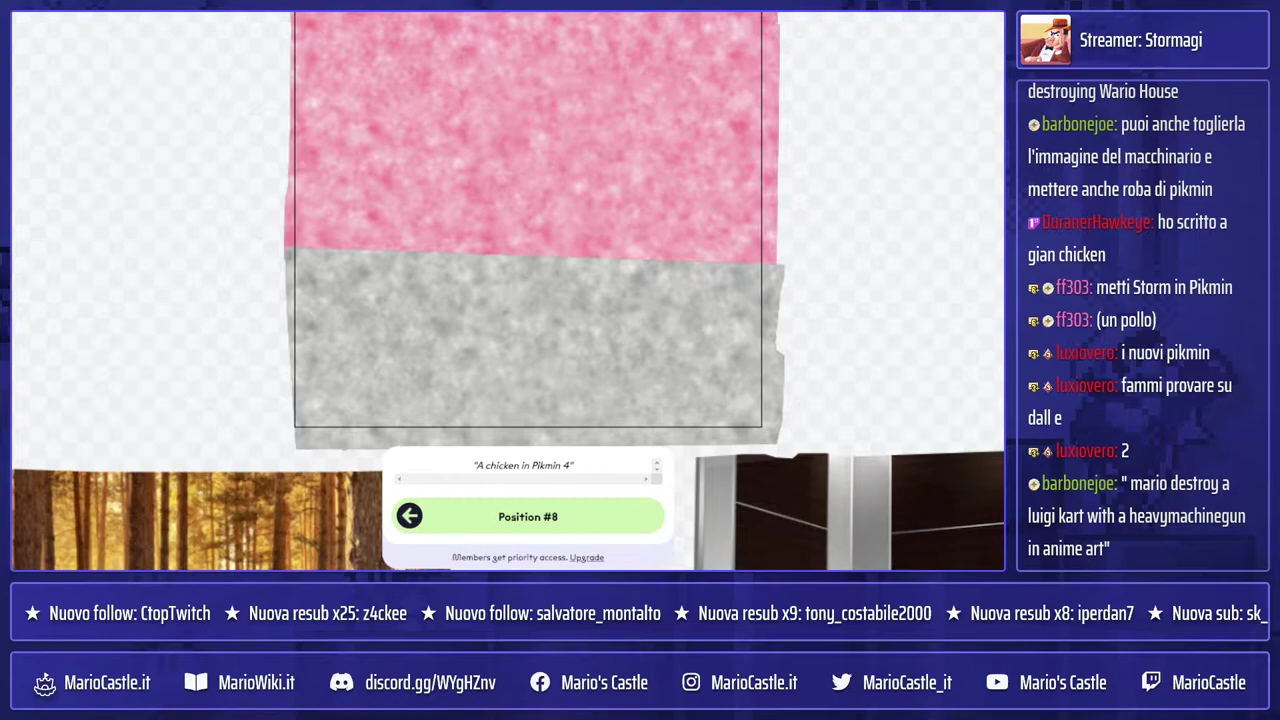 Streamer: Stormagi
destroying Wario House
barbonejoe: puoi anche toglierla
l'immagine del macchinario e
mettere anche roba di pikmin
DuranerHawkeye: ho scritto a
gian chicken
ff303: metti Storm in Pikmin
ff303: (un pollo)
luxiovero: i nuovi pikmin
luxiovero: fammi provare su
dall e
luxiovero: 2
barbonejoe: " mario destroy a
luigi kart with a heavymachinegun
in anime art"
"A chicken in Pikmin 4"
Position #8
Members get priority access. Upgrade
★ Nuovo follow: CtopTwitch ★ Nuova resub x25: z4ckee ★ Nuovo follow: salvatore_montalto ★ Nuova resub x9: tony_costabile2000 ★ Nuova resub x8: iperdan7 ★ Nuova sub: sk_
MarioCastle.it MarioWiki.it discord.gg/WYgHZnv Mario's Castle MarioCastle.it MarioCastle_it Mario's Castle MarioCastle